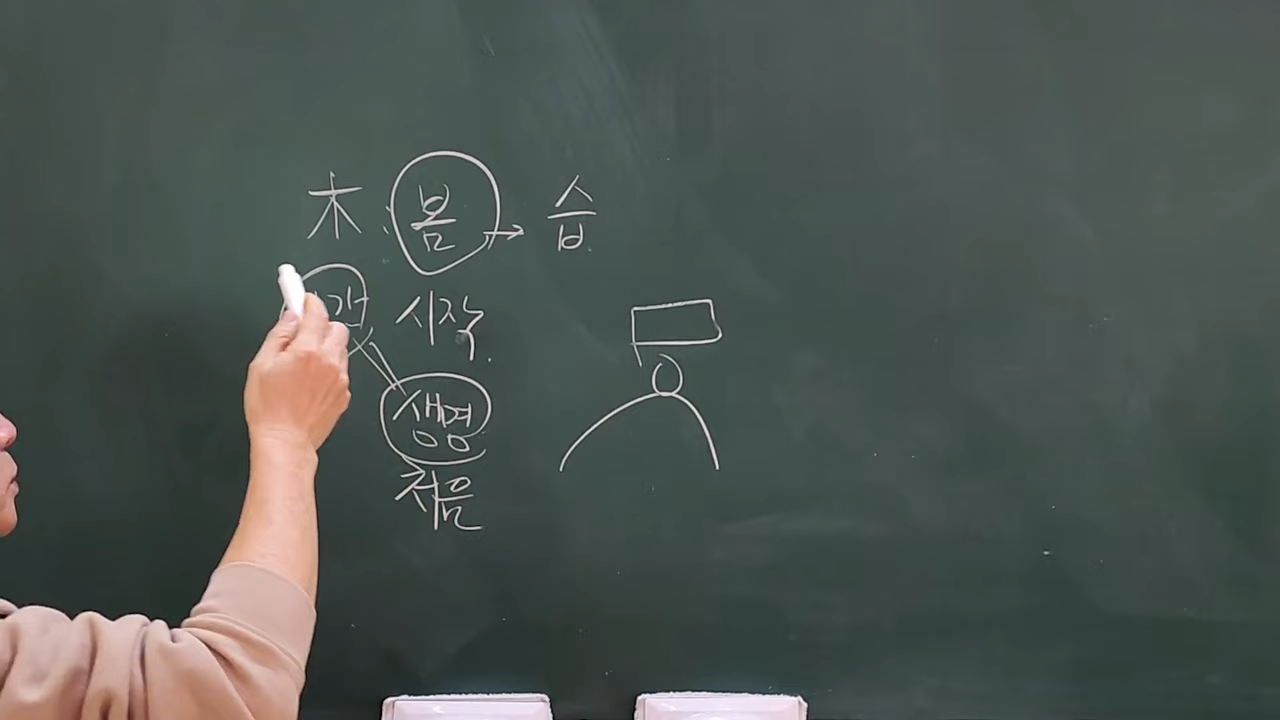 木 : 봄 → 습
시작.
생명
처음